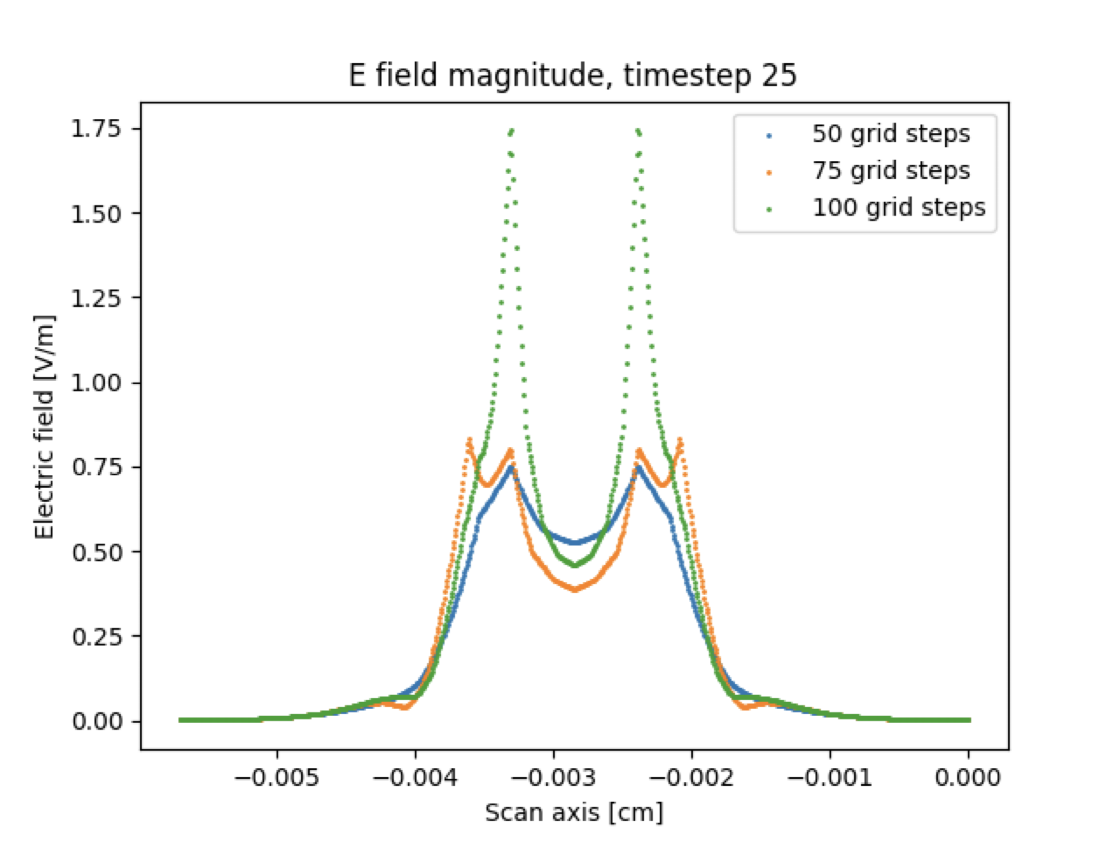 E field magnitude, timestep 25
50 grid steps
75 grid steps
100 grid steps
1.75
1.50
1.25
1.00
0.75
0.50
0.25
0.00
Electric field [V/m]
−0.005 −0.004 −0.003 −0.002 −0.001 0.000
Scan axis [cm]